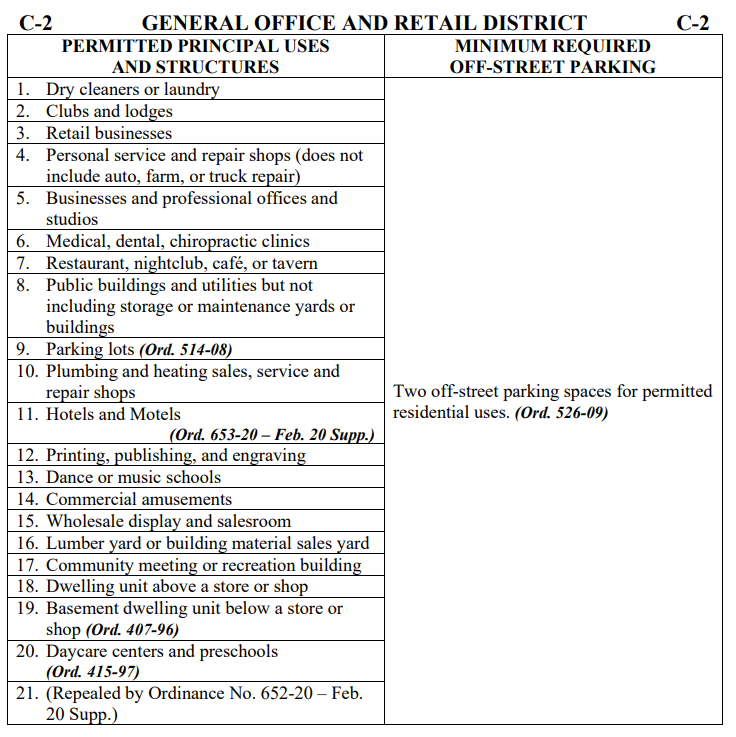 C-2 GENERAL OFFICE AND RETAIL DISTRICT C-2
PERMITTED PRINCIPAL USES
AND STRUCTURES
MINIMUM REQUIRED
OFF-STREET PARKING
1. Dry cleaners or laundry
2. Clubs and lodges
3. Retail businesses
4. Personal service and repair shops (does not
include auto, farm, or truck repair)
5. Businesses and professional offices and
studios
6. Medical, dental, chiropractic clinics
7. Restaurant, nightclub, café, or tavern
8. Public buildings and utilities but not
including storage or maintenance yards or
buildings
9. Parking lots (Ord. 514-08)
10. Plumbing and heating sales, service and
repair shops
11. Hotels and Motels
(Ord. 653-20 – Feb. 20 Supp.)
12. Printing, publishing, and engraving
13. Dance or music schools
14. Commercial amusements
15. Wholesale display and salesroom
16. Lumber yard or building material sales yard
17. Community meeting or recreation building
18. Dwelling unit above a store or shop
19. Basement dwelling unit below a store or
shop (Ord. 407-96)
20. Daycare centers and preschools
(Ord. 415-97)
21. (Repealed by Ordinance No. 652-20 – Feb.
20 Supp.)
Two off-street parking spaces for permitted
residential uses. (Ord. 526-09)